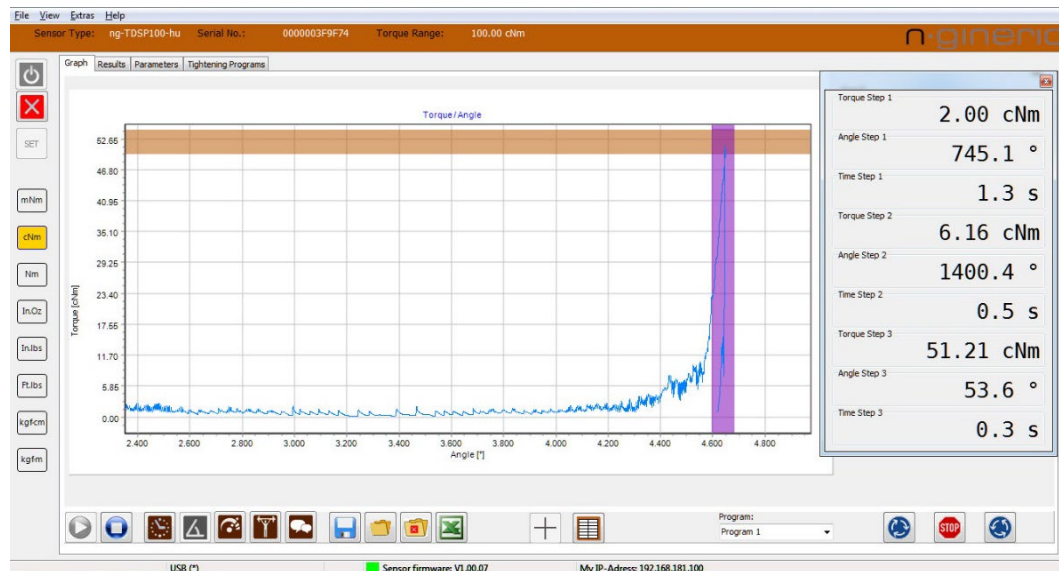 File View Extras Help
Sensor Type: ng-TDSP100-hu Serial No.: 0000003F9F74 Torque Range: 100.00 cNm
n-gineric
Graph Results Parameters Tightening Programs
SET
mNm
cNm
Nm
In.Oz
In.lbs
Ft.lbs
kgfcm
kgfm
Torque/Angle
Torque [cNm]
52.65
46.80
40.95
35.10
29.25
23.40
17.55
11.70
5.85
0.00
2.400 2.600 2.800 3.000 3.200 3.400 3.600 3.800 4.000 4.200 4.400 4.600 4.800
Angle [°]
Torque Step 1
2.00 cNm
Angle Step 1
745.1 °
Time Step 1
1.3 s
Torque Step 2
6.16 cNm
Angle Step 2
1400.4 °
Time Step 2
0.5 s
Torque Step 3
51.21 cNm
Angle Step 3
53.6 °
Time Step 3
0.3 s
Program:
Program 1
STOP
USB (*) Sensor firmware: V1.00.07 My IP-Adress: 192.168.181.100